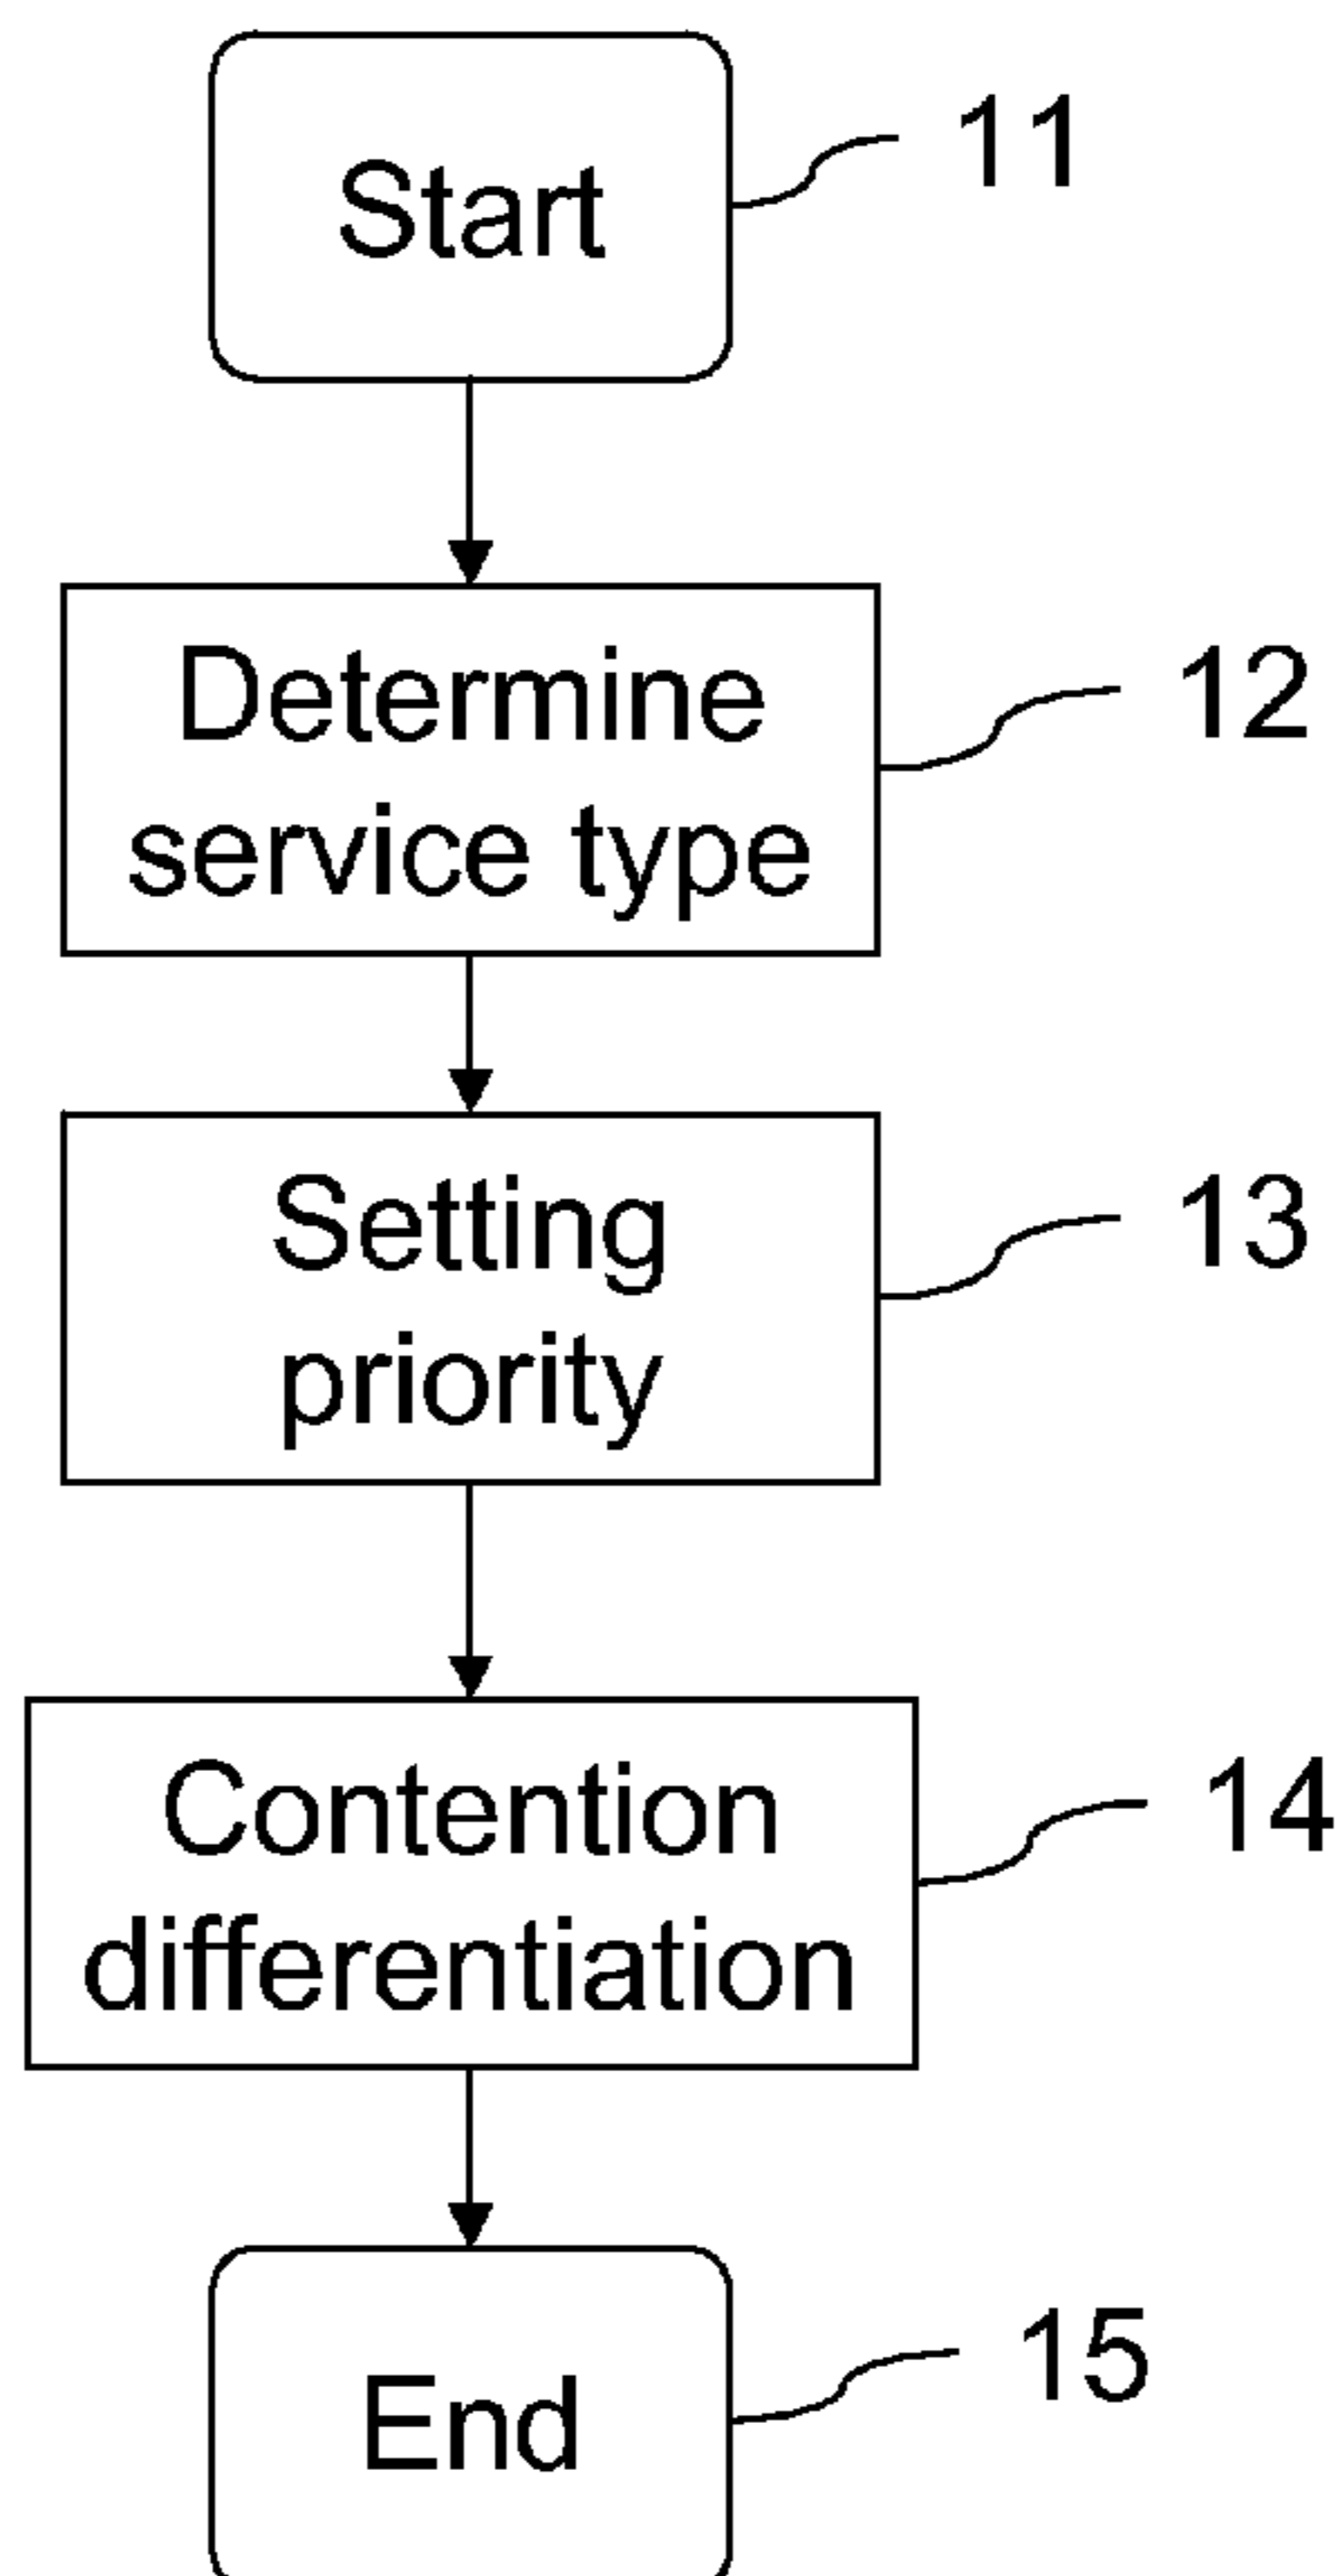 Start
11
Determine
service type
12
Setting
priority
13
Contention
differentiation
14
End
15